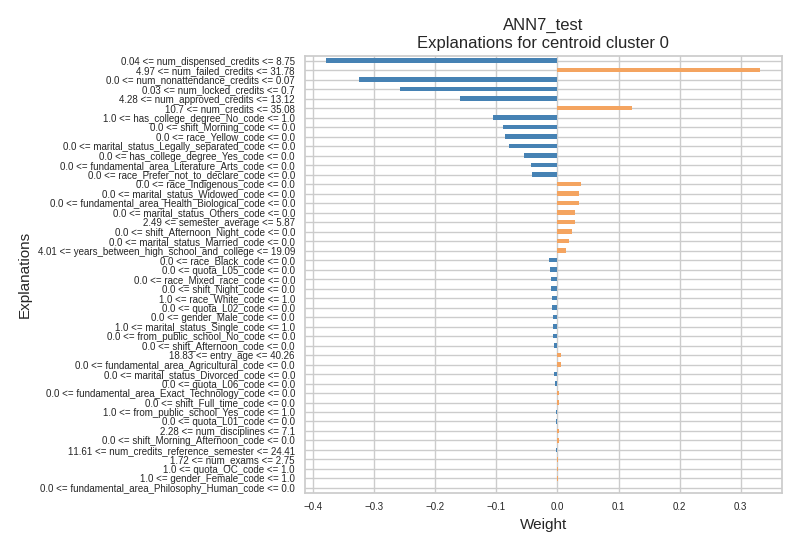 ANN7_test
Explanations for centroid cluster 0
Explanations
0.04 <= num_dispensed_credits <= 8.75
4.97 <= num_failed_credits <= 31.78
0.0 <= num_nonattendance_credits <= 0.07
0.03 <= num_locked_credits <= 0.7
4.28 <= num_approved_credits <= 13.12
10.7 <= num_credits <= 35.08
1.0 <= has_college_degree_No_code <= 1.0
0.0 <= shift_Morning_code <= 0.0
0.0 <= race_Yellow_code <= 0.0
0.0 <= marital_status_Legally_separated_code <= 0.0
0.0 <= has_college_degree_Yes_code <= 0.0
0.0 <= fundamental_area_Literature_Arts_code <= 0.0
0.0 <= race_Prefer_not_to_declare_code <= 0.0
0.0 <= race_Indigenous_code <= 0.0
0.0 <= marital_status_Widowed_code <= 0.0
0.0 <= fundamental_area_Health_Biological_code <= 0.0
0.0 <= marital_status_Others_code <= 0.0
2.49 <= semester_average <= 5.87
0.0 <= shift_Afternoon_Night_code <= 0.0
0.0 <= marital_status_Married_code <= 0.0
4.01 <= years_between_high_school_and_college <= 19.09
0.0 <= race_Black_code <= 0.0
0.0 <= quota_L05_code <= 0.0
0.0 <= race_Mixed_race_code <= 0.0
0.0 <= shift_Night_code <= 0.0
1.0 <= race_White_code <= 1.0
0.0 <= quota_L02_code <= 0.0
0.0 <= gender_Male_code <= 0.0
1.0 <= marital_status_Single_code <= 1.0
0.0 <= from_public_school_No_code <= 0.0
0.0 <= shift_Afternoon_code <= 0.0
18.83 <= entry_age <= 40.26
0.0 <= fundamental_area_Agricultural_code <= 0.0
0.0 <= marital_status_Divorced_code <= 0.0
0.0 <= quota_L06_code <= 0.0
0.0 <= fundamental_area_Exact_Technology_code <= 0.0
0.0 <= shift_Full_time_code <= 0.0
1.0 <= from_public_school_Yes_code <= 1.0
0.0 <= quota_L01_code <= 0.0
2.28 <= num_disciplines <= 7.1
0.0 <= shift_Morning_Afternoon_code <= 0.0
11.61 <= num_credits_reference_semester <= 24.41
1.72 <= num_exams <= 2.75
1.0 <= quota_OC_code <= 1.0
1.0 <= gender_Female_code <= 1.0
0.0 <= fundamental_area_Philosophy_Human_code <= 0.0
−0.4 −0.3 −0.2 −0.1 0.0 0.1 0.2 0.3
Weight